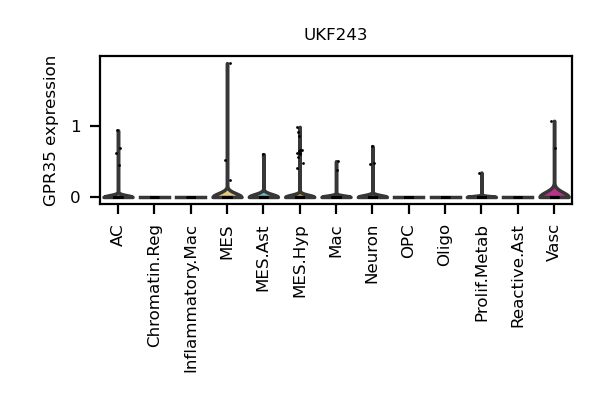 UKF243
GPR35 expression
1
0
AC
Chromatin.Reg
Inflammatory.Mac
MES
MES.Ast
MES.Hyp
Mac
Neuron
OPC
Oligo
Prolif.Metab
Reactive.Ast
Vasc